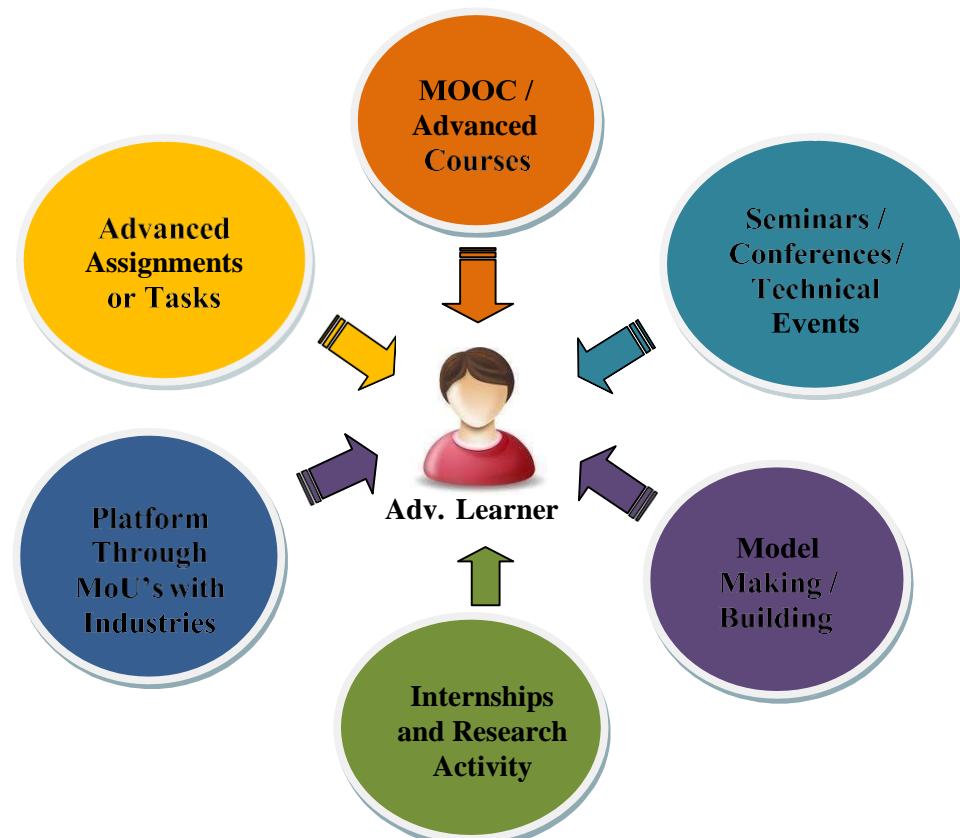 MOOC /
Advanced
Courses
Advanced
Assignments
or Tasks
Seminars /
Conferences /
Technical
Events
Adv. Learner
Platform
Through
MoU's with
Industries
Model
Making /
Building
Internships
and Research
Activity